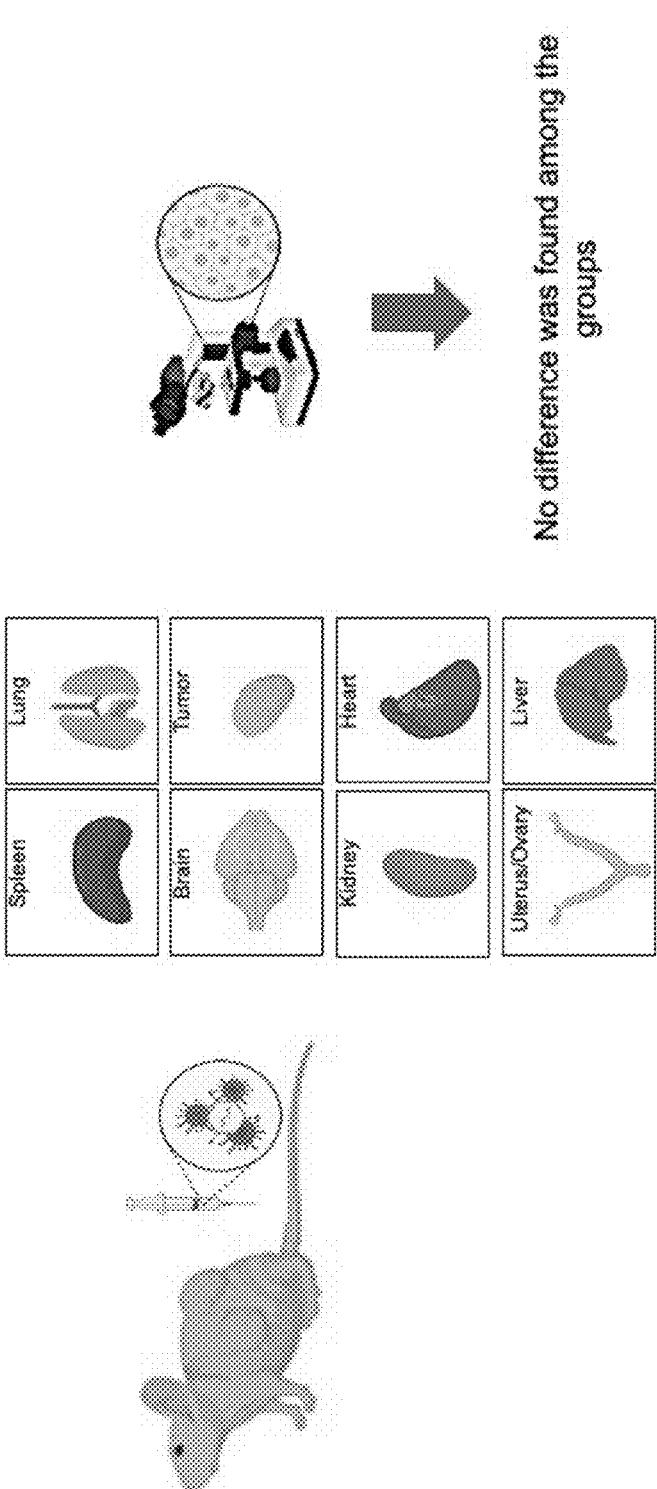 Spleen
Lung
Brain
Tumor
Kidney
Heart
Uterus/Ovary
Liver
No difference was found among the
groups